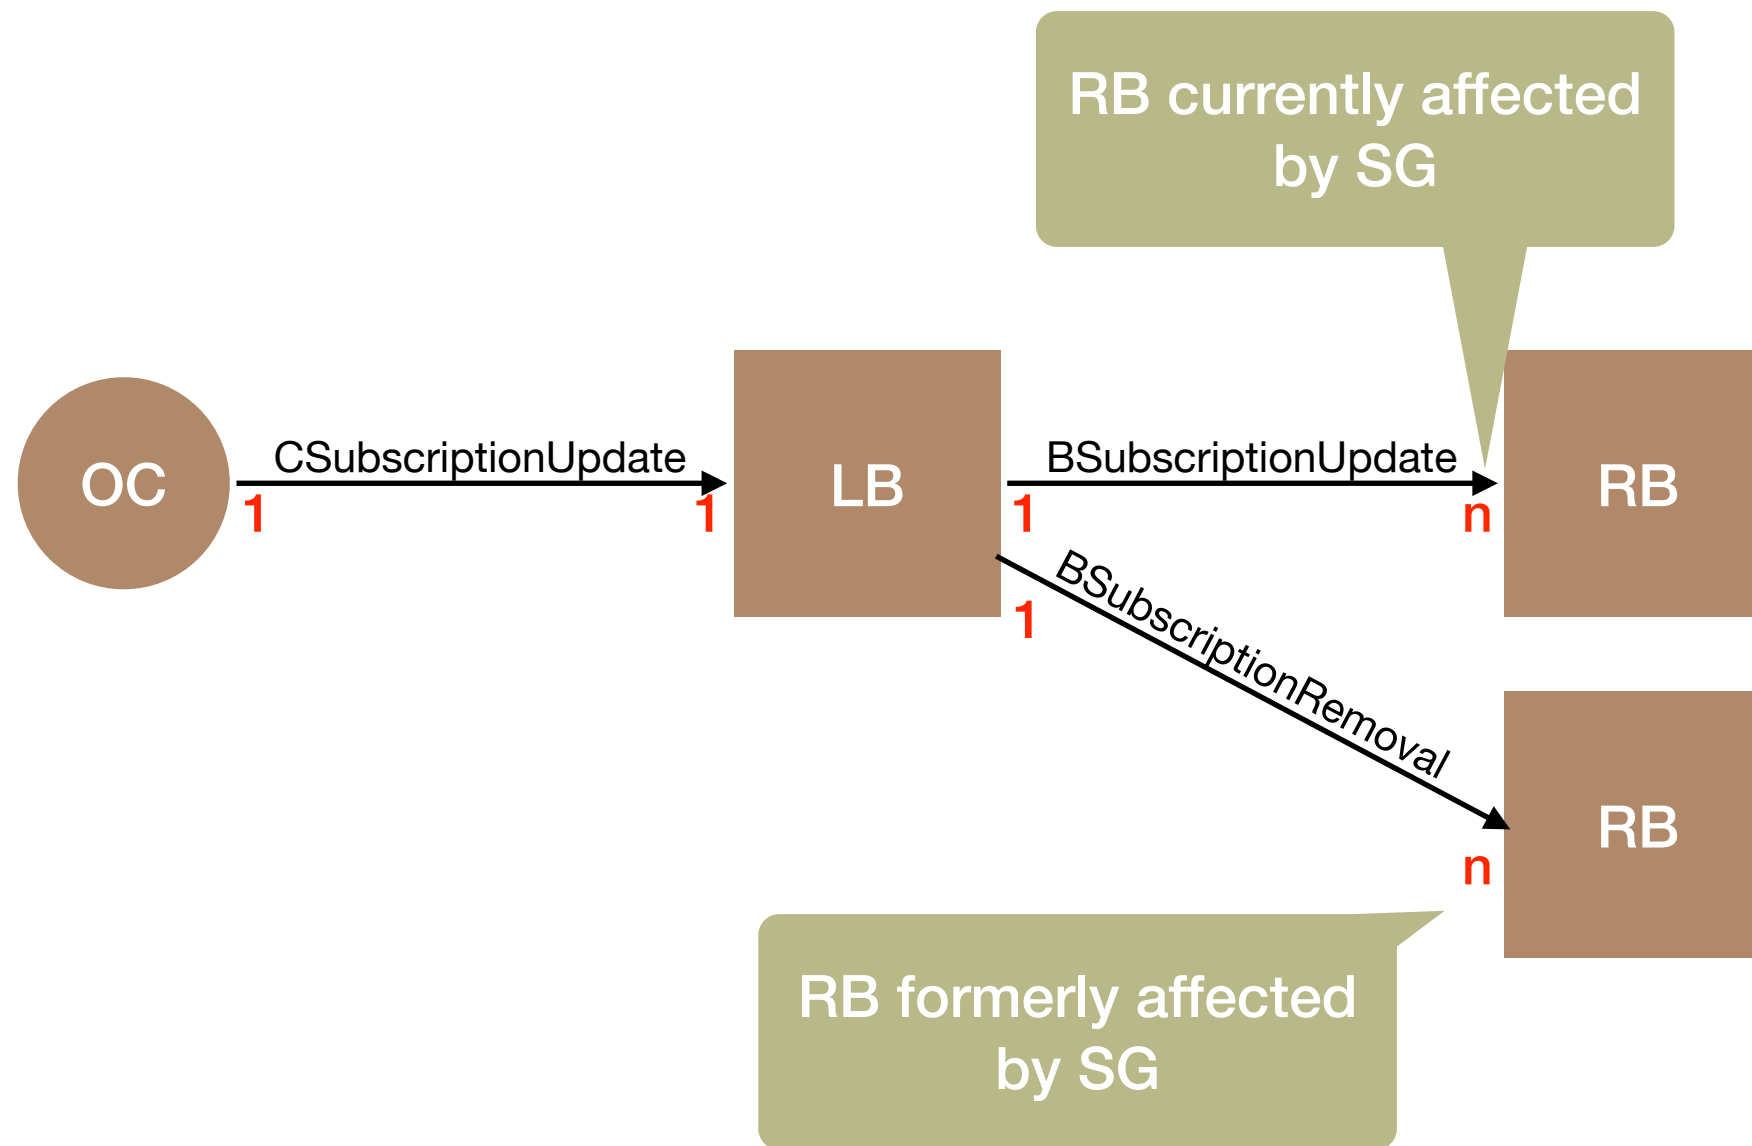 RB currently affected
by SG
OC
CSubscriptionUpdate
1
1
LB
BSubscriptionUpdate
1
n
RB
BSubscriptionRemoval
1
n
RB
RB formerly affected
by SG